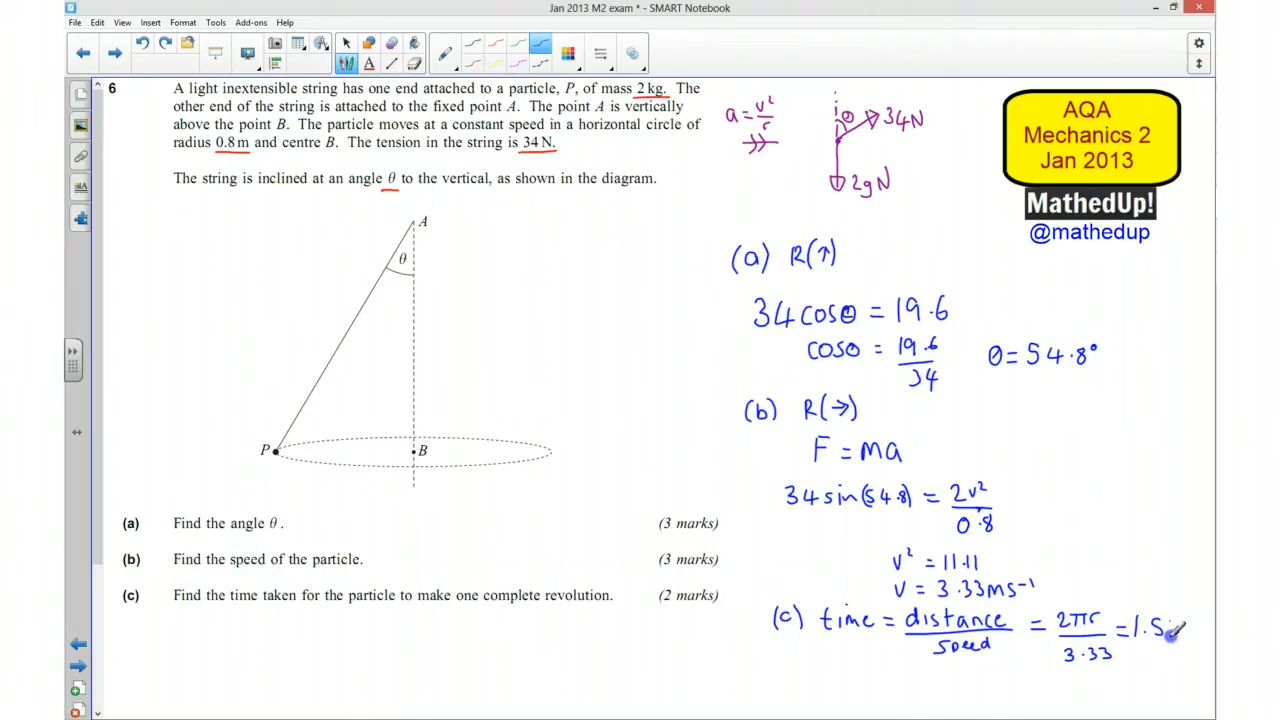 Jan 2013 M2 exam * - SMART Notebook
File Edit View Insert Format Tools Add-ons Help
6
A light inextensible string has one end attached to a particle, P, of mass 2 kg. The
other end of the string is attached to the fixed point A. The point A is vertically
above the point B. The particle moves at a constant speed in a horizontal circle of
radius 0.8 m and centre B. The tension in the string is 34 N.
The string is inclined at an angle θ to the vertical, as shown in the diagram.
A
θ
P
B
(a) Find the angle θ . (3 marks)
(b) Find the speed of the particle. (3 marks)
(c) Find the time taken for the particle to make one complete revolution. (2 marks)
a = v²/r
θ
34N
2gN
AQA
Mechanics 2
Jan 2013
MathedUp!
@mathedup
(a) R(↑)
34cosθ = 19.6
cosθ = 19.6/34 θ = 54.8°
(b) R(→)
F = ma
34sin(54.8) = 2v²/0.8
v² = 11.11
v = 3.33ms⁻¹
(c) time = distance/speed = 2πr/3.33 = 1.5